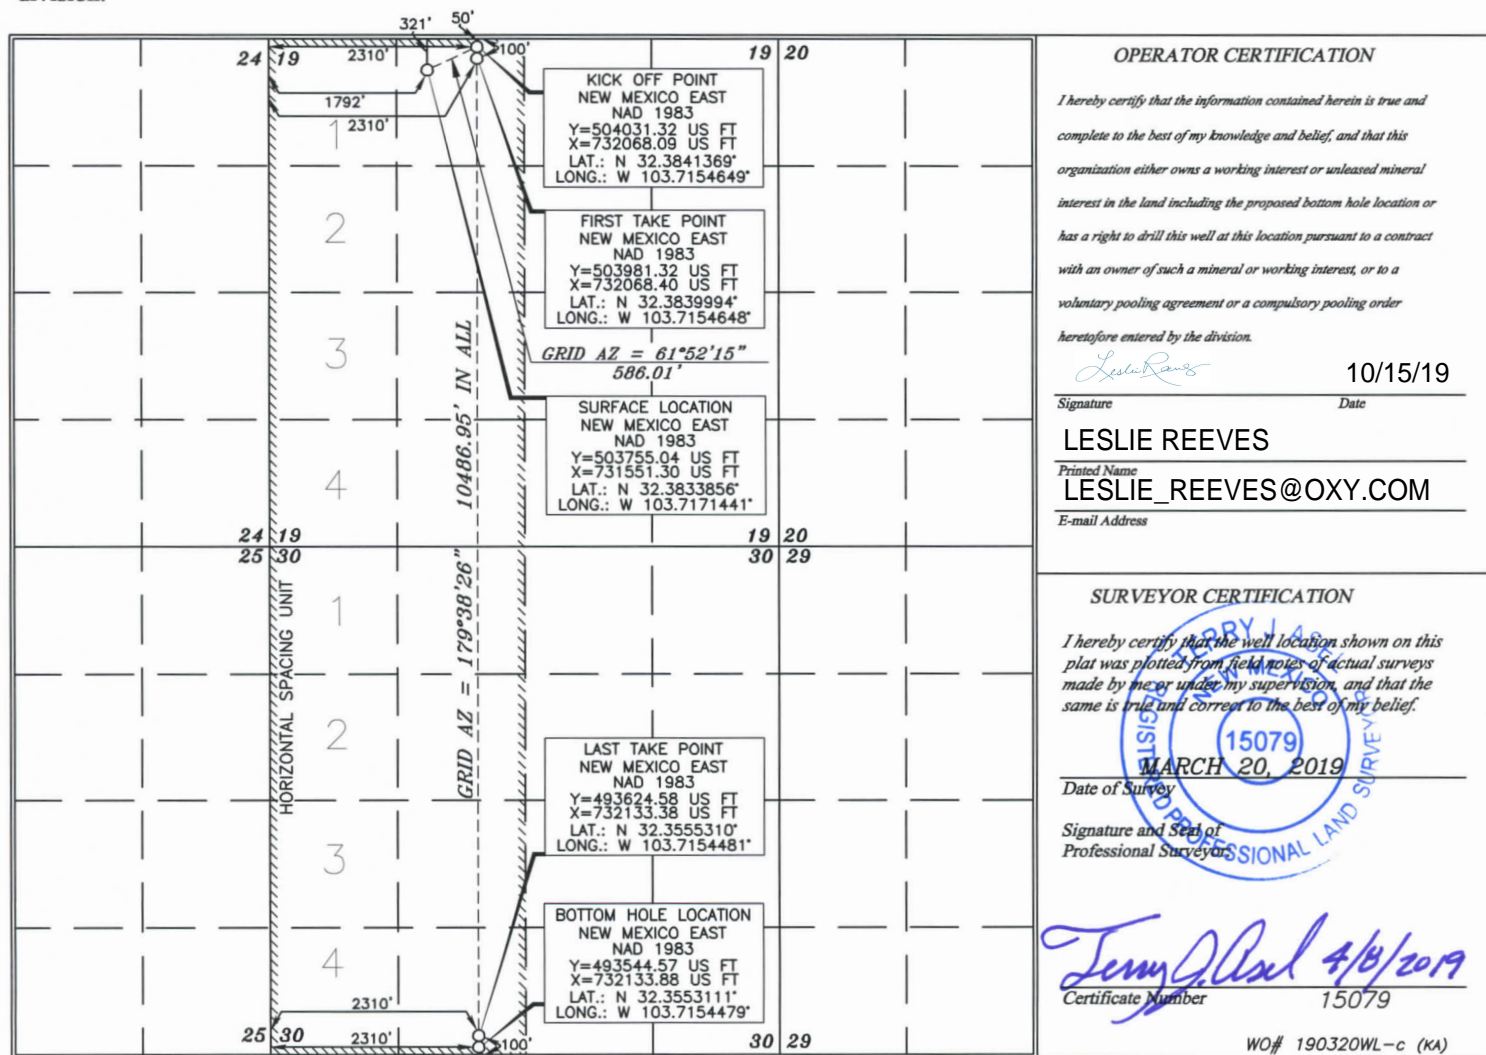 321'
50'
24 19
2310'
100'
19 20
1792'
2310'
1
2
3
4
KICK OFF POINT
NEW MEXICO EAST
NAD 1983
Y=504031.32 US FT
X=732068.09 US FT
LAT.: N 32.3841369°
LONG.: W 103.7154649°
FIRST TAKE POINT
NEW MEXICO EAST
NAD 1983
Y=503981.32 US FT
X=732068.40 US FT
LAT.: N 32.3839994°
LONG.: W 103.7154648°
GRID AZ = 61°52'15"
586.01'
SURFACE LOCATION
NEW MEXICO EAST
NAD 1983
Y=503755.04 US FT
X=731551.30 US FT
LAT.: N 32.3833856°
LONG.: W 103.7171441°
GRID AZ = 179°38'26" 10486.95' IN ALL
24 19
25 30
19 20
30 29
HORIZONTAL SPACING UNIT
1
2
3
4
LAST TAKE POINT
NEW MEXICO EAST
NAD 1983
Y=493624.58 US FT
X=732133.38 US FT
LAT.: N 32.3555310°
LONG.: W 103.7154481°
BOTTOM HOLE LOCATION
NEW MEXICO EAST
NAD 1983
Y=493544.57 US FT
X=732133.88 US FT
LAT.: N 32.3553111°
LONG.: W 103.7154479°
2310'
25 30
2310'
100'
30 29
OPERATOR CERTIFICATION
I hereby certify that the information contained herein is true and
complete to the best of my knowledge and belief, and that this
organization either owns a working interest or unleased mineral
interest in the land including the proposed bottom hole location or
has a right to drill this well at this location pursuant to a contract
with an owner of such a mineral or working interest, or to a
voluntary pooling agreement or a compulsory pooling order
heretofore entered by the division.
Leslie Reeves
10/15/19
Signature Date
LESLIE REEVES
Printed Name
LESLIE_REEVES@OXY.COM
E-mail Address
SURVEYOR CERTIFICATION
I hereby certify that the well location shown on this
plat was plotted from field notes of actual surveys
made by me or under my supervision, and that the
same is true and correct to the best of my belief.
TERRY J. ASEL
NEW MEXICO
15079
REGISTERED PROFESSIONAL LAND SURVEYOR
MARCH 20, 2019
Date of Survey
Signature and Seal of
Professional Surveyor:
Terry J. Asel 4/8/2019
Certificate Number 15079
WO# 190320WL-c (KA)